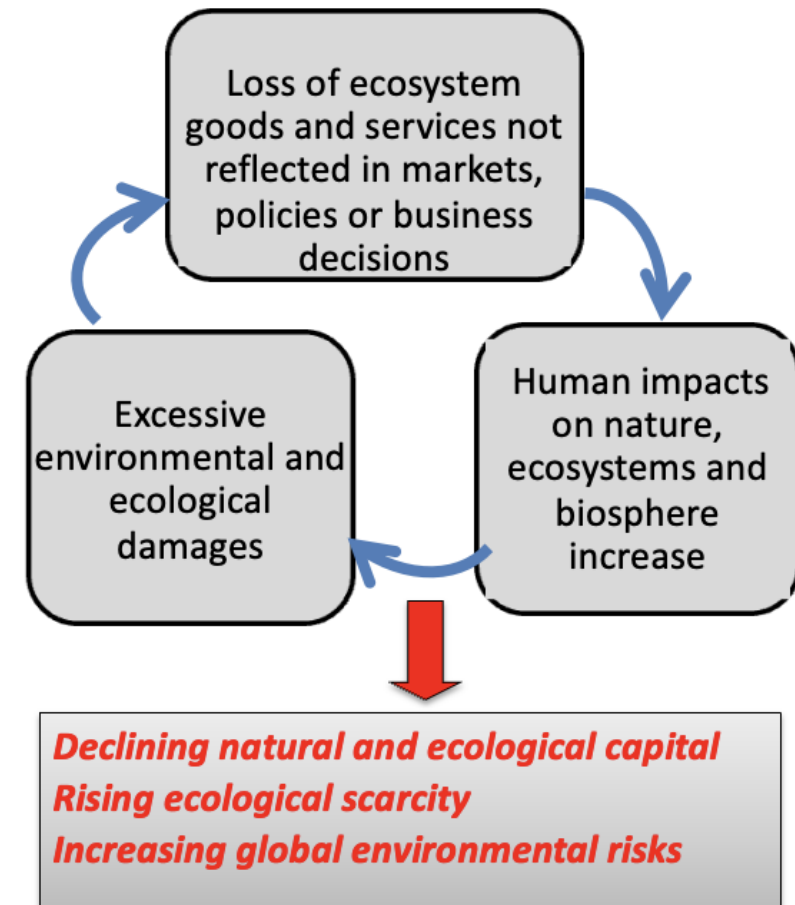 Loss of ecosystem
goods and services not
reflected in markets,
policies or business
decisions
Human impacts
on nature,
ecosystems and
biosphere
increase
Excessive
environmental and
ecological
damages
Declining natural and ecological capital
Rising ecological scarcity
Increasing global environmental risks